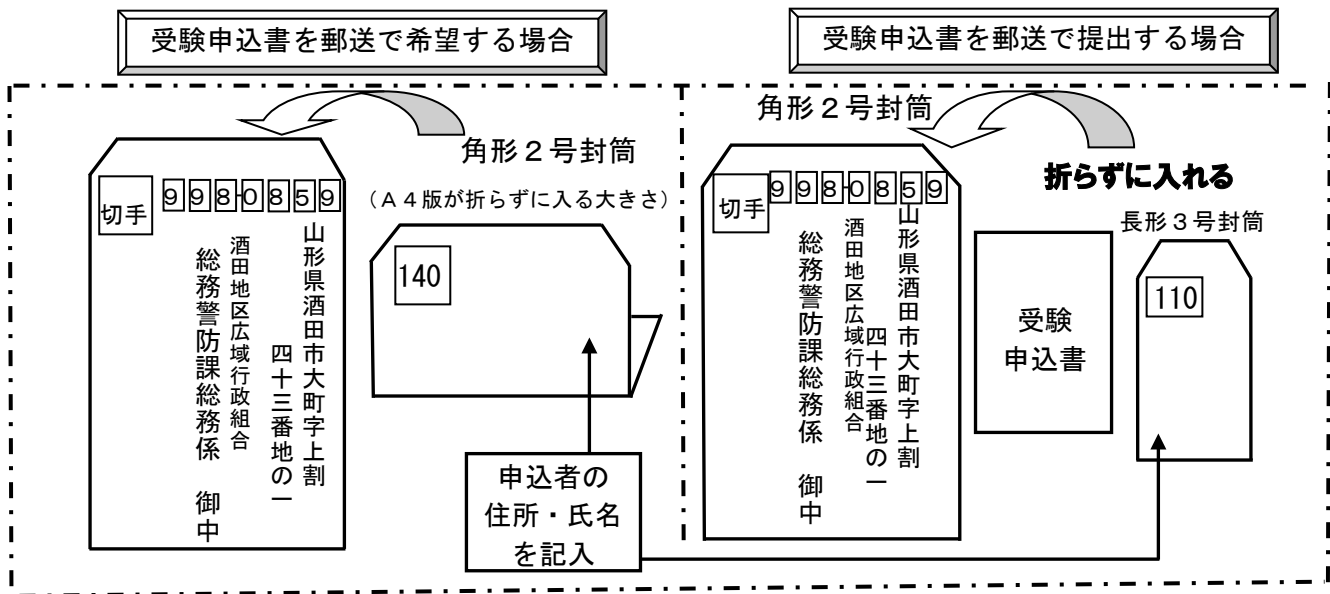 受験申込書を郵送で希望する場合
角形２号封筒
（Ａ４版が折らずに入る大きさ）
切手
998-0859
山形県酒田市大町字上割
四十三番地の一
酒田地区広域行政組合
総務警防課総務係　御中
140
申込者の
住所・氏名
を記入
受験申込書を郵送で提出する場合
角形２号封筒
折らずに入れる
切手
998-0859
山形県酒田市大町字上割
四十三番地の一
酒田地区広域行政組合
総務警防課総務係　御中
受験
申込書
長形３号封筒
110